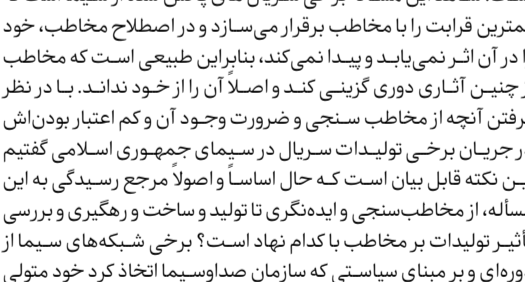 کمترین قرابت را با مخاطب برقرار می‌سازد و در اصطلاح مخاطب، خود
را در آن اثر نمی‌یابد و پیدا نمی‌کند، بنابراین طبیعی است که مخاطب
از چنین آثاری دوری گزینی کند و اصلاً آن را از خود نداند. با در نظر
گرفتن آنچه از مخاطب سنجی و ضرورت وجود آن و کم اعتبار بودن‌اش
در جریان برخی تولیدات سریال در سیمای جمهوری اسلامی گفتیم
این نکته قابل بیان است که حال اساساً و اصولاً مرجع رسیدگی به این
مسأله، از مخاطب‌سنجی و ایده‌نگری تا تولید و ساخت و رهگیری و بررسی
تأثیر تولیدات بر مخاطب با کدام نهاد است؟ برخی شبکه‌های سیما از
دوره‌ای و بر مبنای سیاستی که سازمان صداوسیما اتخاذ کرد خود متولی